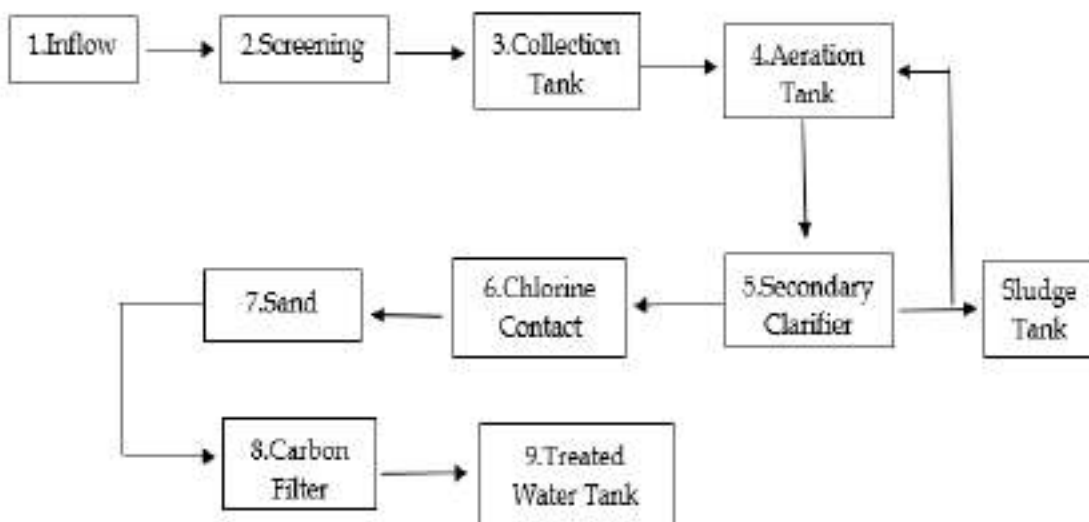 1.Inflow
2.Screening
3.Collection
Tank
4.Aeration
Tank
5.Secondary
Clarifier
Sludge
Tank
6.Chlorine
Contact
7.Sand
8.Carbon
Filter
9.Treated
Water Tank